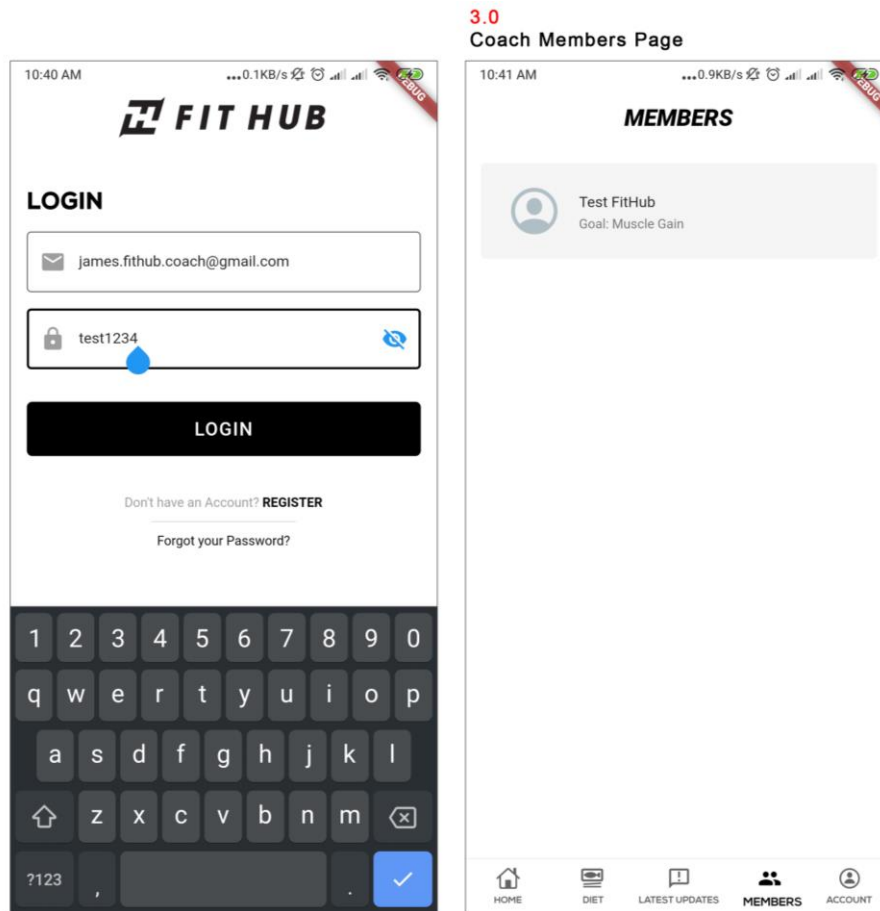 3.0
Coach Members Page
10:40 AM ...0.1KB/s
FIT HUB
LOGIN
james.fithub.coach@gmail.com
test1234
LOGIN
Don't have an Account? REGISTER
Forgot your Password?
1 2 3 4 5 6 7 8 9 0
q w e r t y u i o p
a s d f g h j k l
z x c v b n m
?123 , .
10:41 AM ...0.9KB/s
MEMBERS
Test FitHub
Goal: Muscle Gain
HOME DIET LATEST UPDATES MEMBERS ACCOUNT